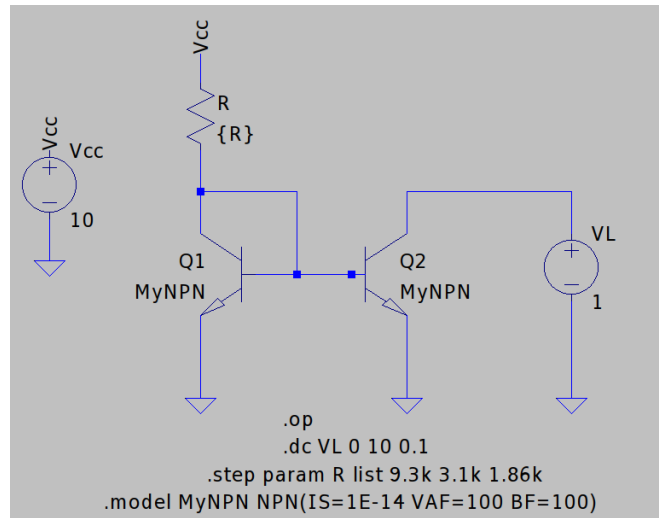 Vcc
R
{R}
Vcc
Vcc
10
Q1
MyNPN
Q2
MyNPN
VL
1
.op
.dc VL 0 10 0.1
.step param R list 9.3k 3.1k 1.86k
.model MyNPN NPN(IS=1E-14 VAF=100 BF=100)